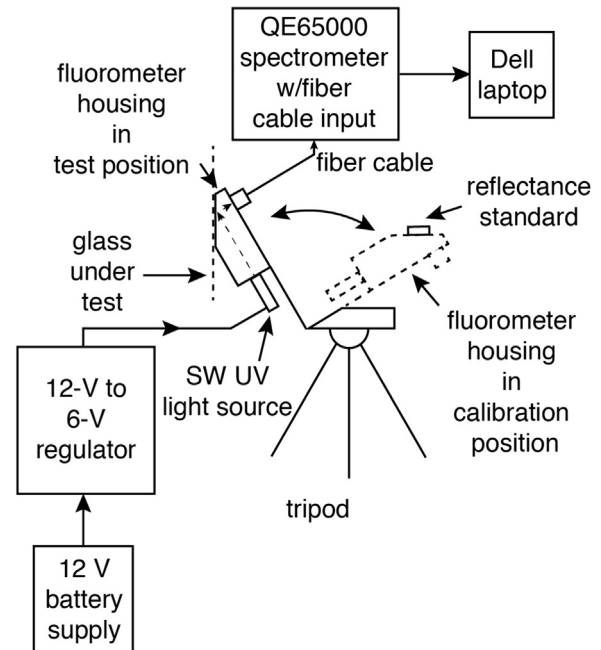 QE65000
spectrometer
w/fiber
cable input
Dell
laptop
fluorometer
housing
in
test position
fiber cable
reflectance
standard
glass
under
test
fluorometer
housing
in
calibration
position
SW UV
light source
12-V to
6-V
regulator
tripod
12 V
battery
supply